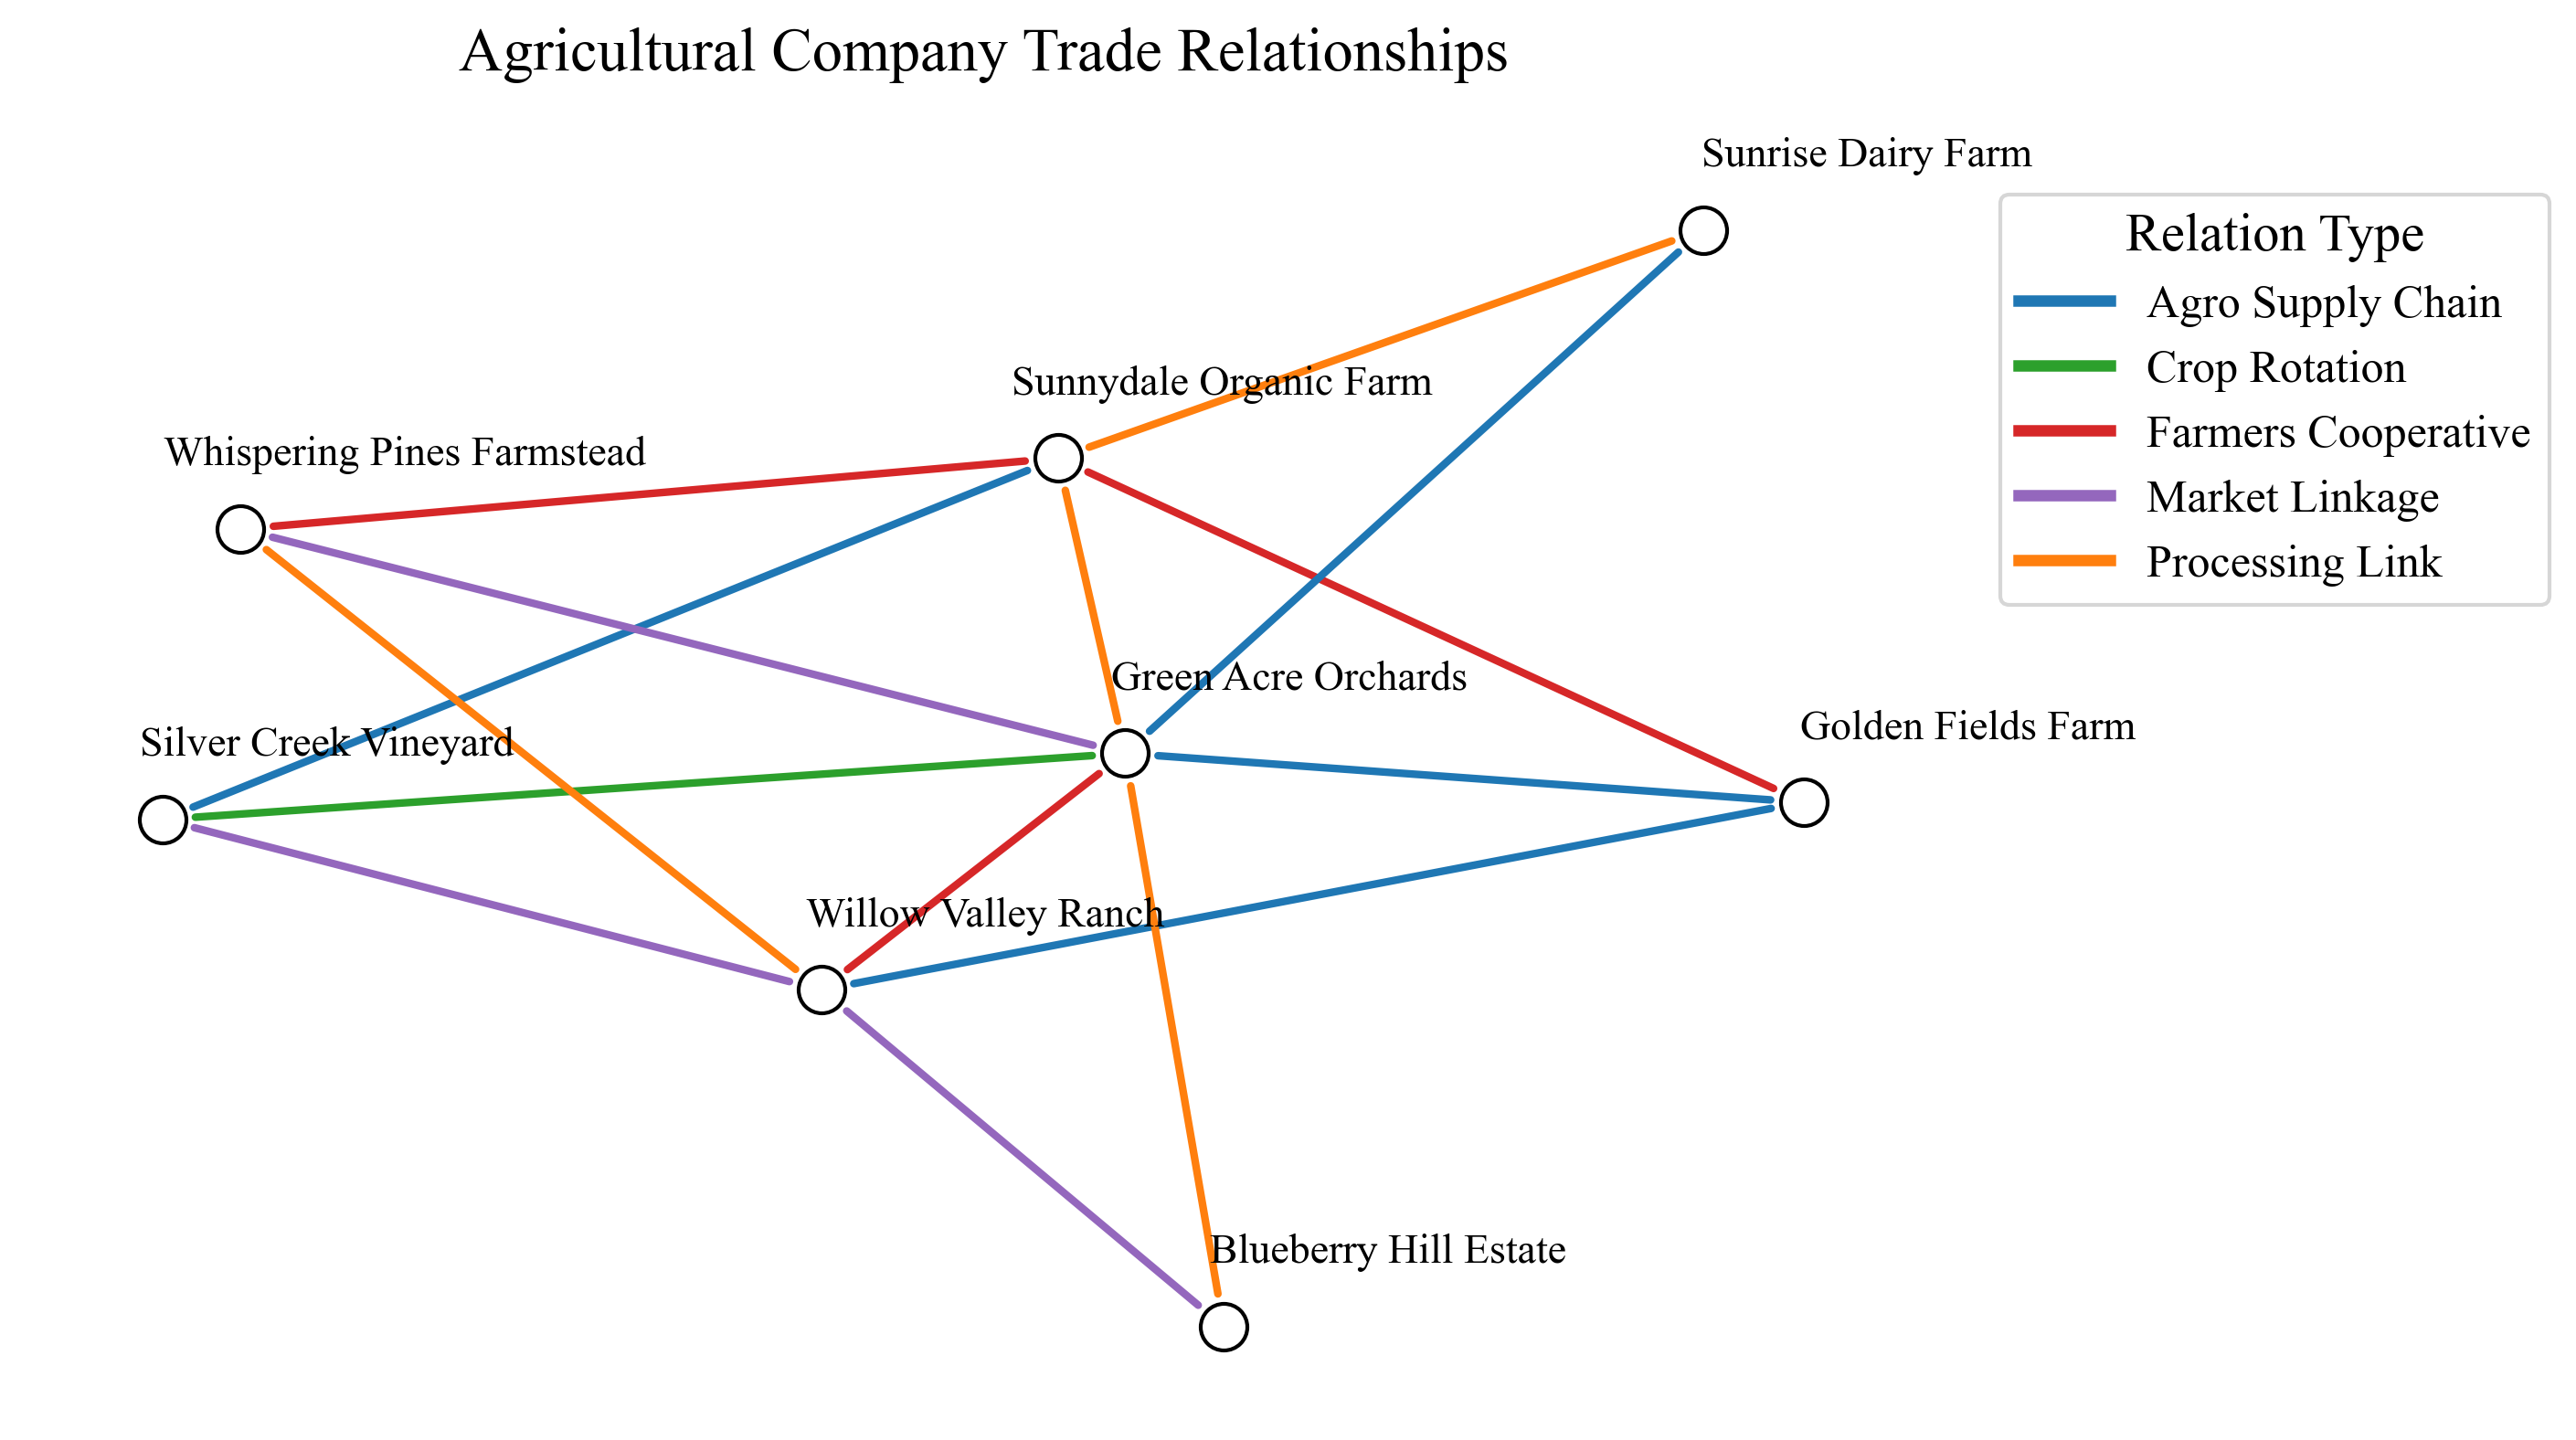 Agricultural Company Trade Relationships
Sunrise Dairy Farm
Relation Type
Agro Supply Chain
Crop Rotation
Farmers Cooperative
Market Linkage
Processing Link
Sunnydale Organic Farm
Whispering Pines Farmstead
Green Acre Orchards
Golden Fields Farm
Silver Creek Vineyard
Willow Valley Ranch
Blueberry Hill Estate